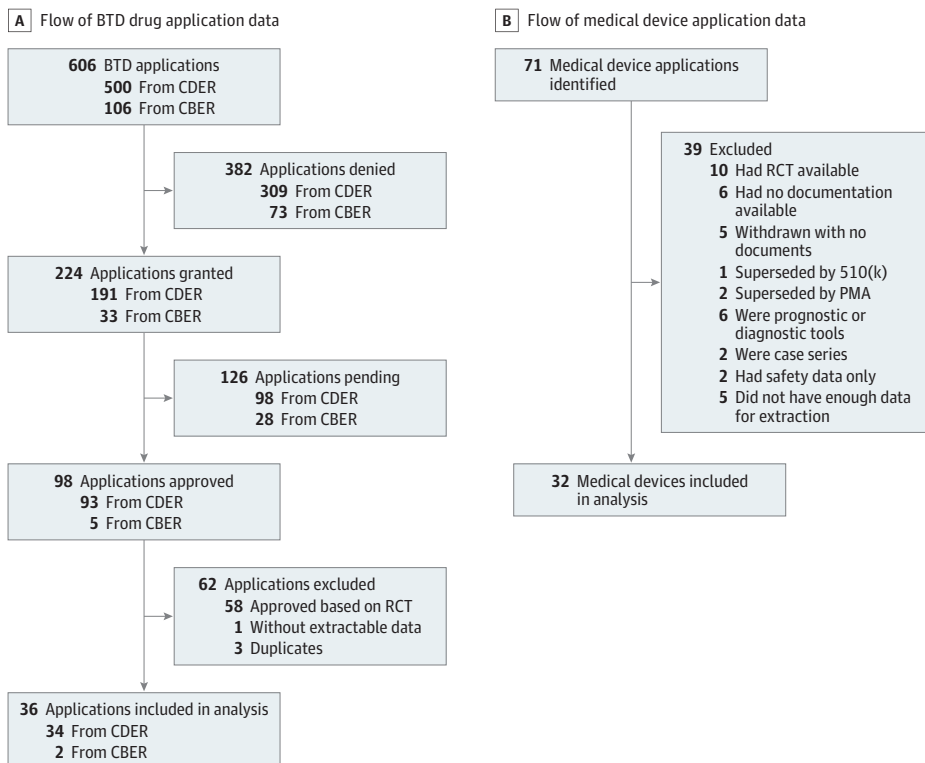 A Flow of BTD drug application data
606 BTD applications
500 From CDER
106 From CBER
382 Applications denied
309 From CDER
73 From CBER
224 Applications granted
191 From CDER
33 From CBER
126 Applications pending
98 From CDER
28 From CBER
98 Applications approved
93 From CDER
5 From CBER
62 Applications excluded
58 Approved based on RCT
1 Without extractable data
3 Duplicates
36 Applications included in analysis
34 From CDER
2 From CBER
B Flow of medical device application data
71 Medical device applications
identified
39 Excluded
10 Had RCT available
6 Had no documentation
available
5 Withdrawn with no
documents
1 Superseded by 510(k)
2 Superseded by PMA
6 Were prognostic or
diagnostic tools
2 Were case series
2 Had safety data only
5 Did not have enough data
for extraction
32 Medical devices included
in analysis